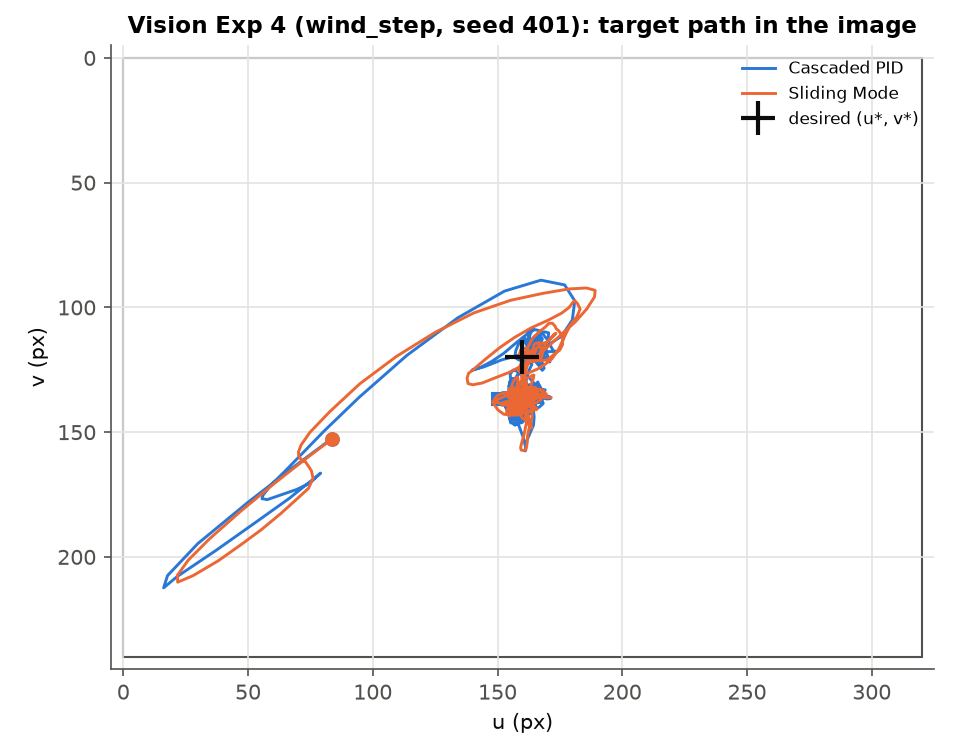 Vision Exp 4 (wind_step, seed 401): target path in the image
Cascaded PID
Sliding Mode
desired (u*, v*)
0
50
100
150
200
v (px)
0 50 100 150 200 250 300
u (px)